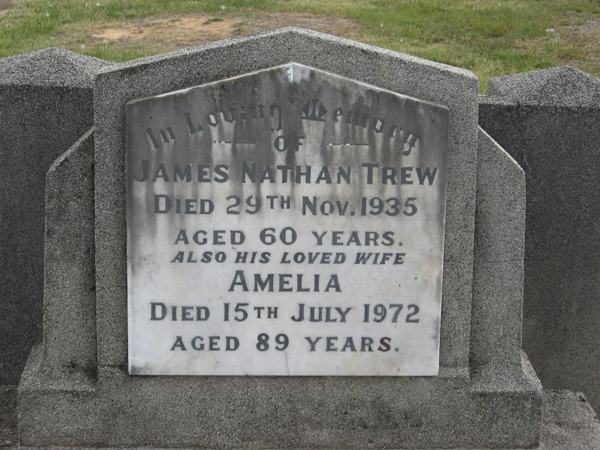 In Loving Memory
OF
JAMES NATHAN TREW
DIED 29TH NOV. 1935
AGED 60 YEARS.
ALSO HIS LOVED WIFE
AMELIA
DIED 15TH JULY 1972
AGED 89 YEARS.